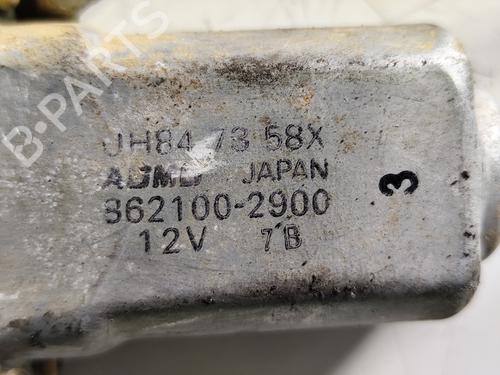 JH84 73 58X
ASMO JAPAN
862100-2900
12V 7B
3
B-PARTS